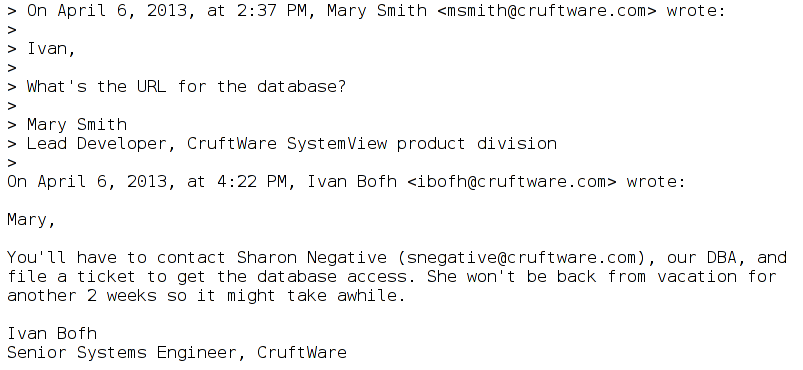 > On April 6, 2013, at 2:37 PM, Mary Smith <msmith@cruftware.com> wrote:
>
> Ivan,
>
> What's the URL for the database?
>
> Mary Smith
> Lead Developer, CruftWare SystemView product division
>
On April 6, 2013, at 4:22 PM, Ivan Bofh <ibofh@cruftware.com> wrote:

Mary,

You'll have to contact Sharon Negative (snegative@cruftware.com), our DBA, and
file a ticket to get the database access. She won't be back from vacation for
another 2 weeks so it might take awhile.

Ivan Bofh
Senior Systems Engineer, CruftWare